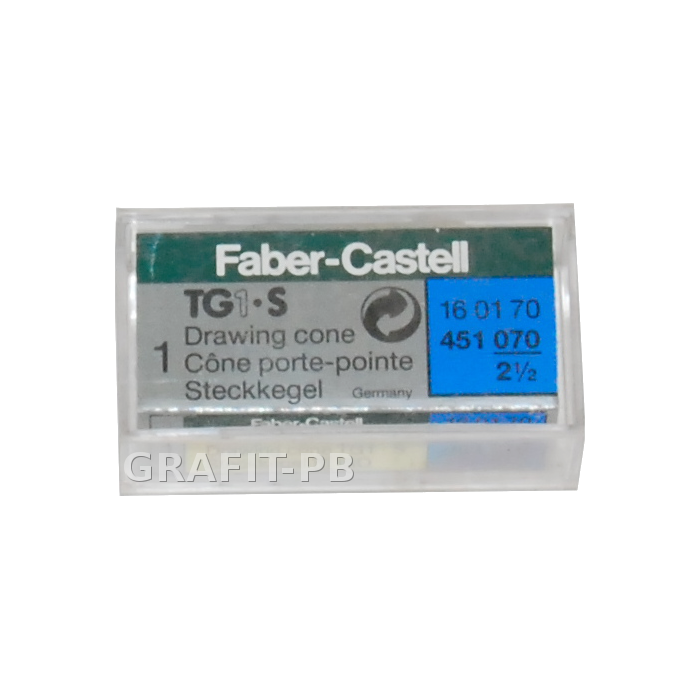 Faber-Castell
TG1·S
Drawing cone
1 Cône porte-pointe
Steckkegel
Germany
16 01 70
451 070
2½
Faber-Castell
GRAFIT-PB